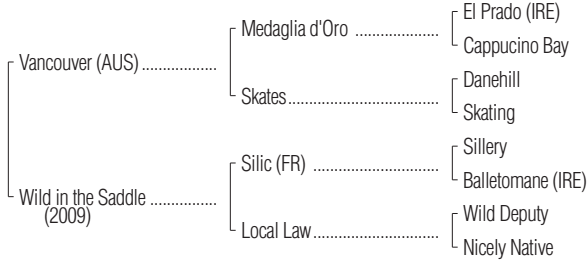 El Prado (IRE)
Medaglia d'Oro ....................................
Cappucino Bay
Vancouver (AUS) ...................
Danehill
Skates.......................................
Skating
Sillery
Silic (FR) ....................................
Balletomane (IRE)
Wild in the Saddle .................
(2009)
Wild Deputy
Local Law.................................
Nicely Native